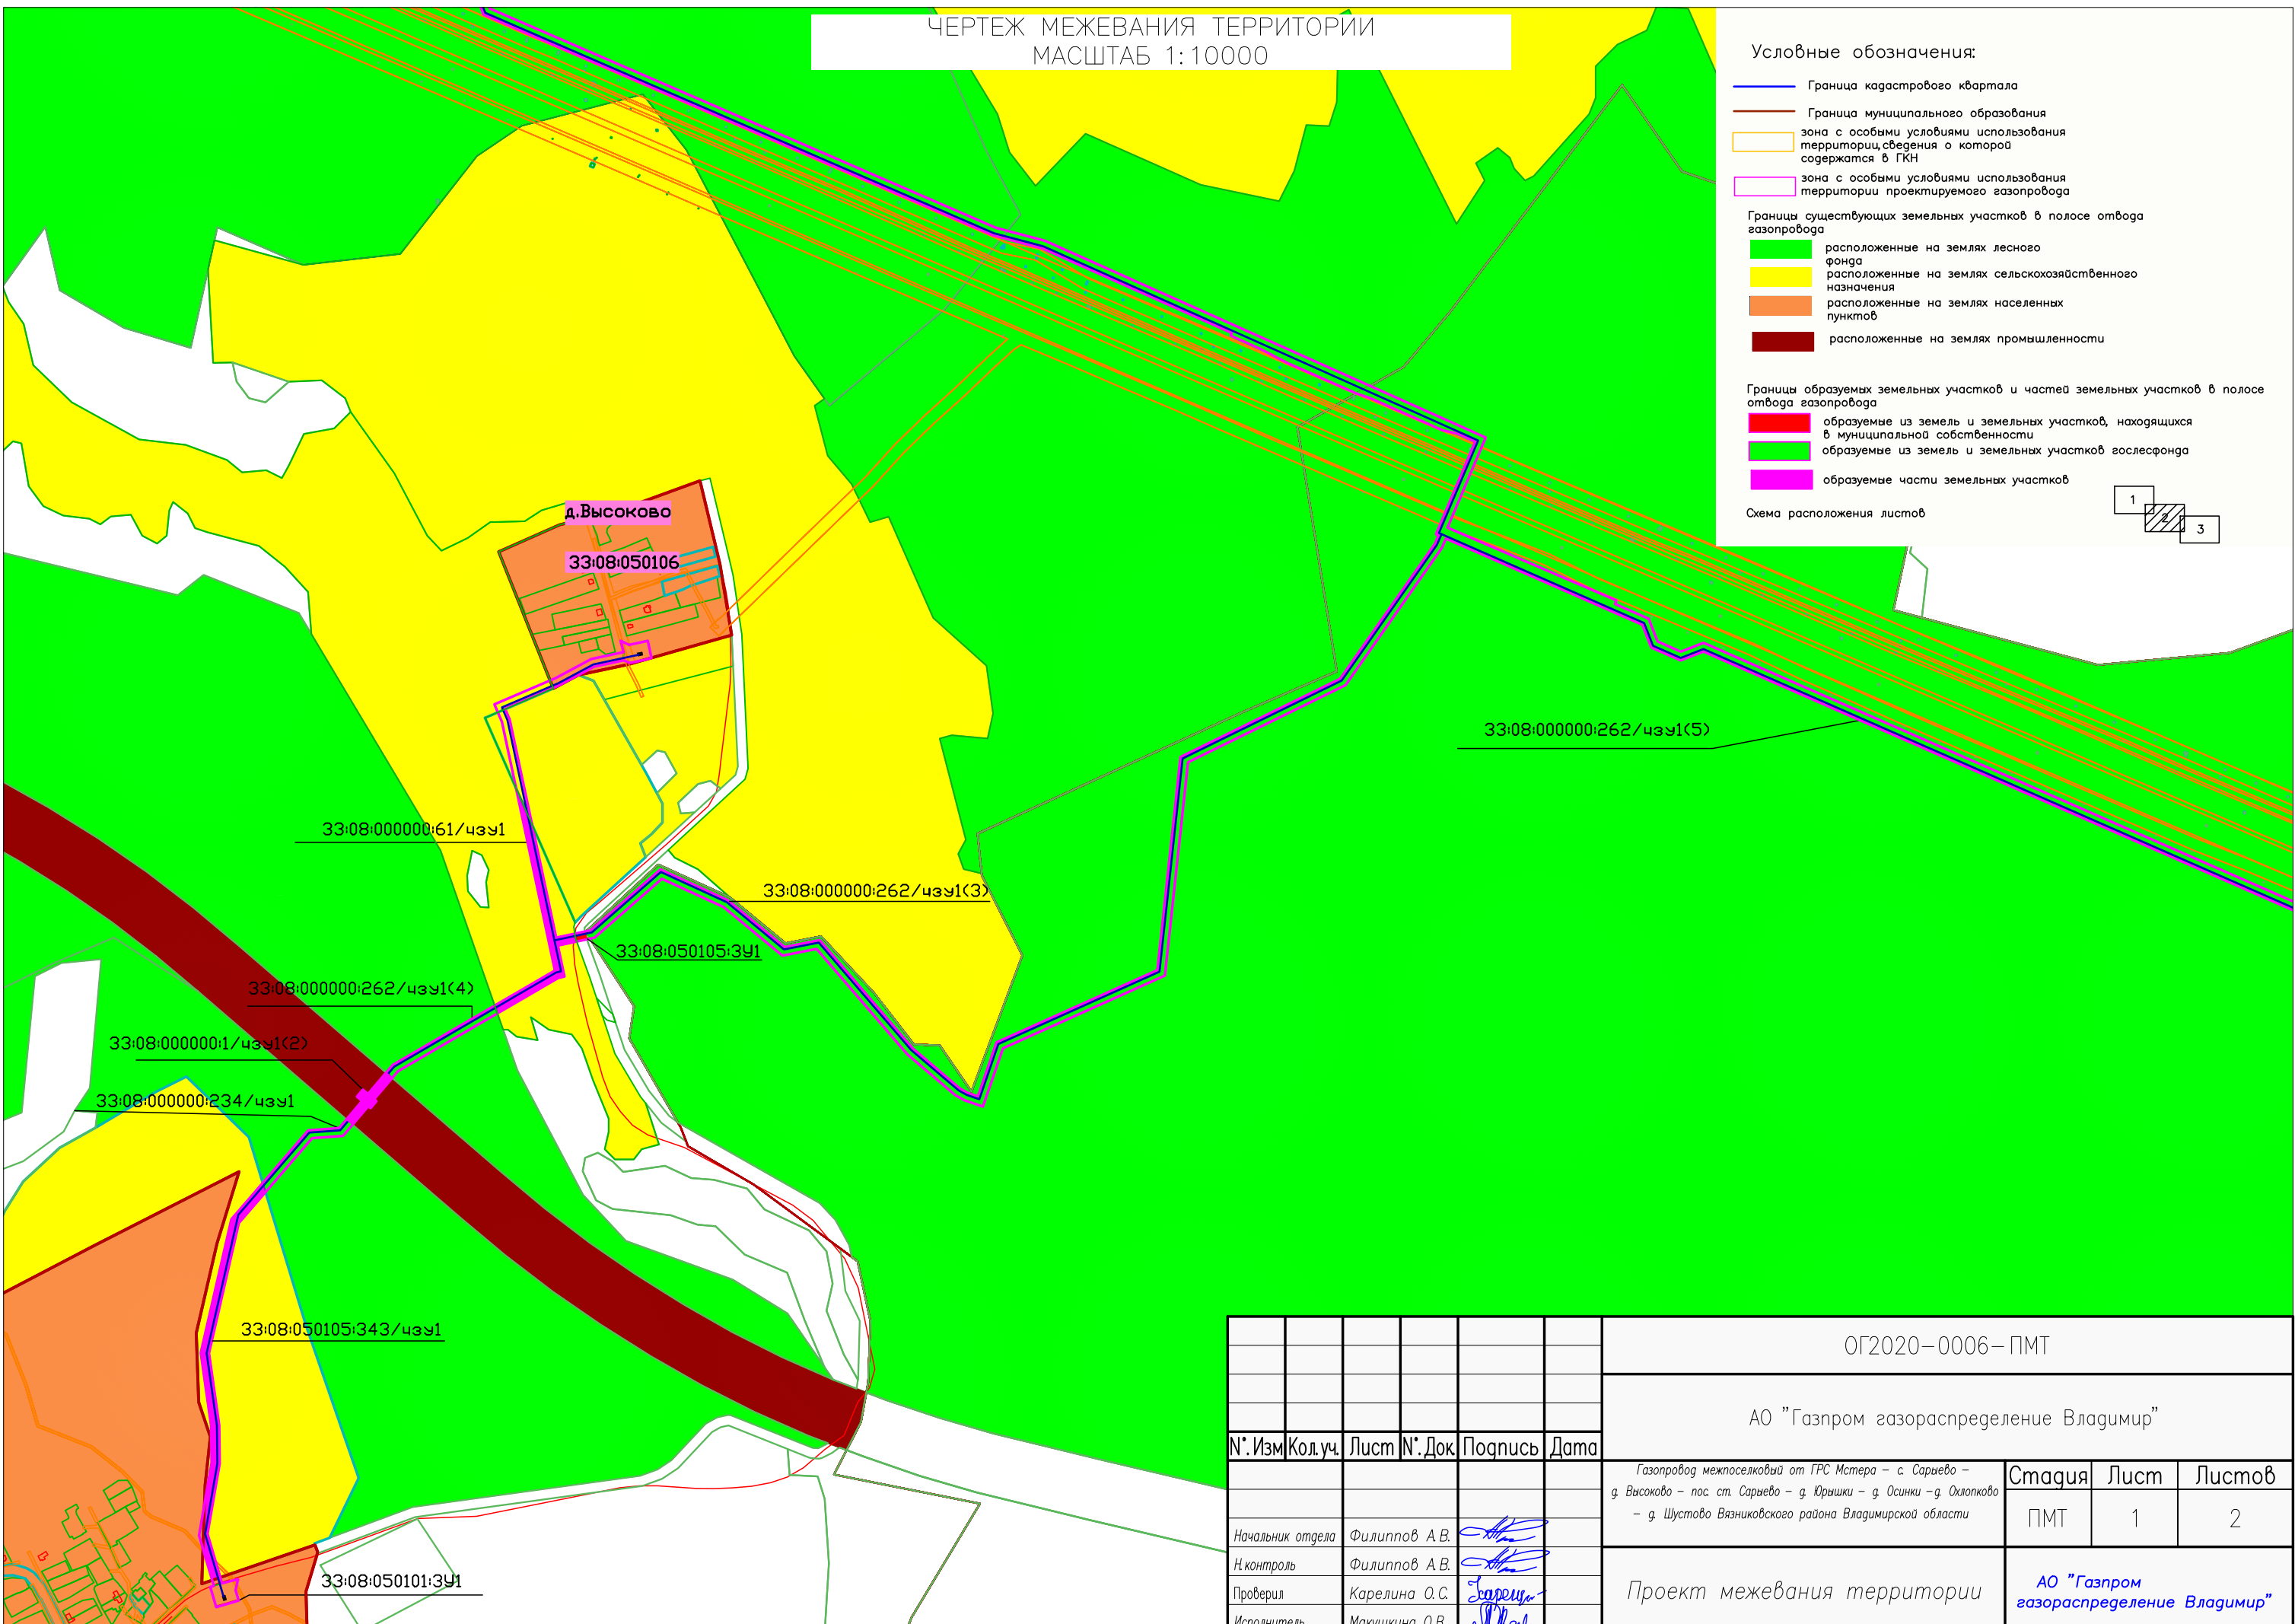 ЧЕРТЕЖ МЕЖЕВАНИЯ ТЕРРИТОРИИ
МАСШТАБ 1:10000
Условные обозначения:
Граница кадастрового квартала
Граница муниципального образования
зона с особыми условиями использования
территории,сведения о которой
содержатся в ГКН
зона с особыми условиями использования
территории проектируемого газопровода
Границы существующих земельных участков в полосе отвода
газопровода
расположенные на землях лесного
фонда
расположенные на землях сельскохозяйственного
назначения
расположенные на землях населенных
пунктов
расположенные на землях промышленности
Границы образуемых земельных участков и частей земельных участков в полосе
отвода газопровода
образуемые из земель и земельных участков, находящихся
в муниципальной собственности
образуемые из земель и земельных участков гослесфонда
образуемые части земельных участков
Схема расположения листов
1
2
3
д.Высоково
33:08:050106
33:08:000000:262/чзу1(5)
33:08:000000:61/чзу1
33:08:000000:262/чзу1(3)
33:08:050105:ЗУ1
33:08:000000:262/чзу1(4)
33:08:000000:1/чзу1(2)
33:08:000000:234/чзу1
33:08:050105:343/чзу1
33:08:050101:ЗУ1
ОГ2020-0006-ПМТ
АО "Газпром газораспределение Владимир"
N°. Изм Кол.уч. Лист N°. Док. Подпись Дата
Газопровод межпоселковый от ГРС Мстера - с. Сарыево -
д. Высоково - пос. ст. Сарыево - д. Юрышки - д. Осинки -д. Охлопково
- д. Шустово Вязниковского района Владимирской области
Стадия Лист Листов
ПМТ 1 2
Начальник отдела Филиппов А.В.
Н.контроль Филиппов А.В.
Проверил Карелина О.С.
Исполнитель Макушкина О.В.
Проект межевания территории
АО "Газпром
газораспределение Владимир"